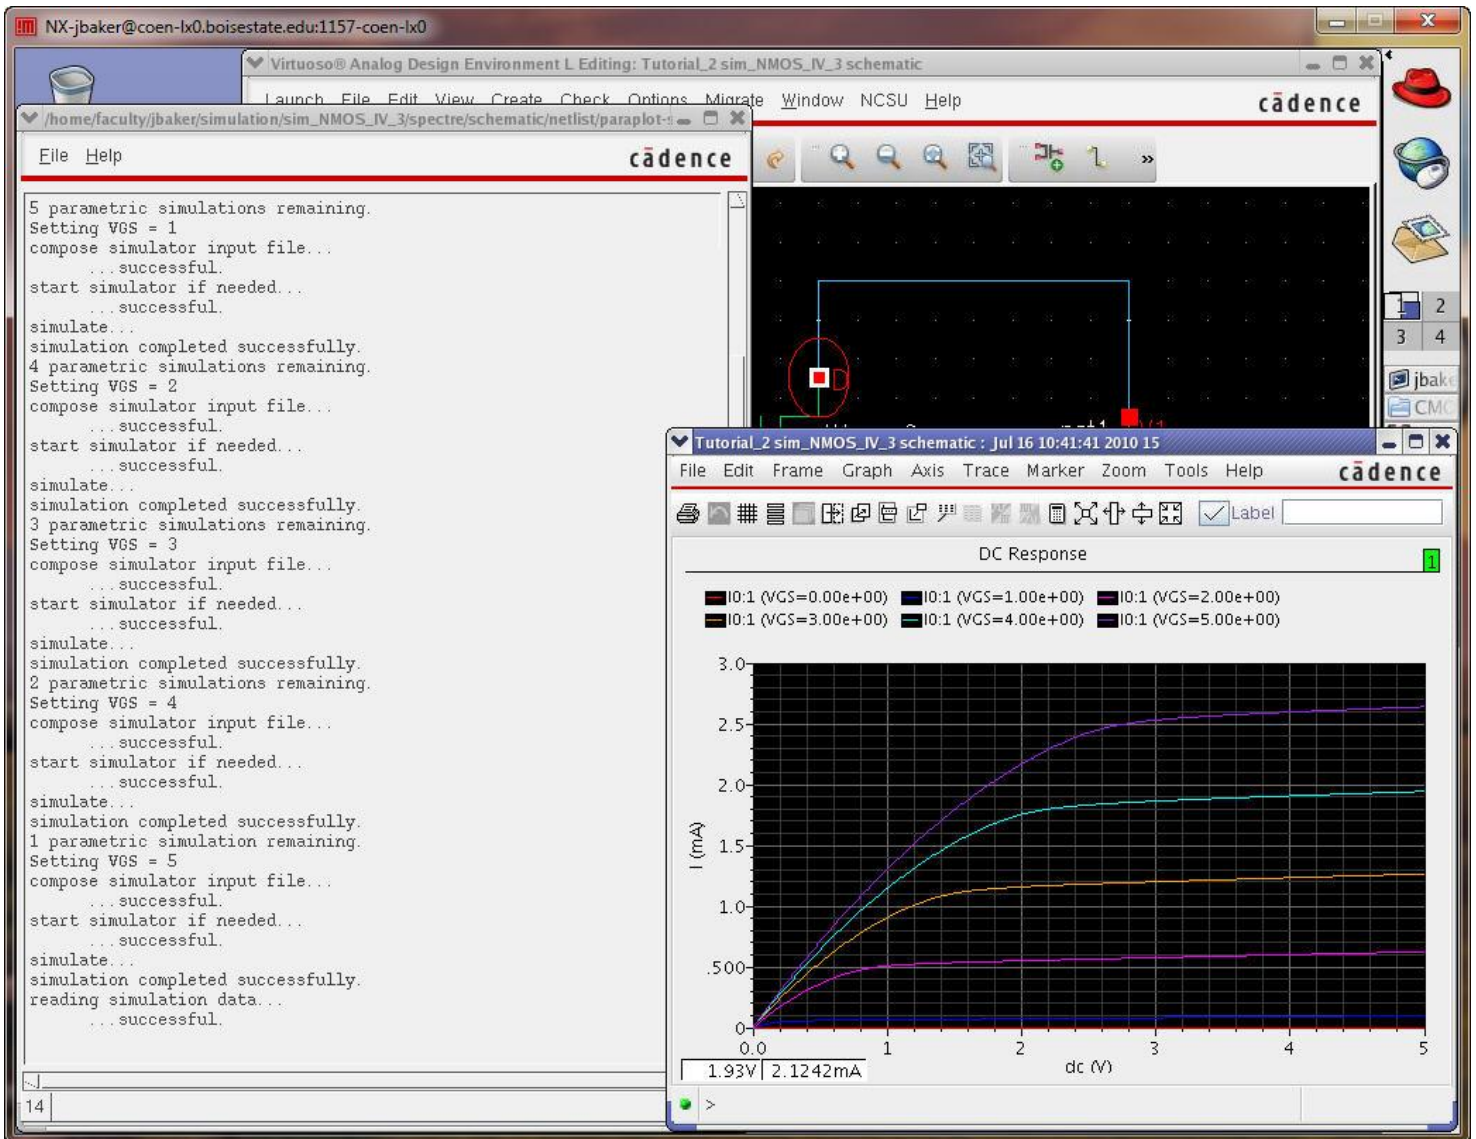 NX-jbaker@coen-lx0.boisestate.edu:1157-coen-lx0
Virtuoso® Analog Design Environment L Editing: Tutorial_2 sim_NMOS_IV_3 schematic
Launch File Edit View Create Check Options Migrate Window NCSU Help
cādence
/home/faculty/jbaker/simulation/sim_NMOS_IV_3/spectre/schematic/netlist/paraplot-s
File Help
cādence
5 parametric simulations remaining.
Setting VGS = 1
compose simulator input file...
...successful.
start simulator if needed...
...successful.
simulate...
simulation completed successfully.
4 parametric simulations remaining.
Setting VGS = 2
compose simulator input file...
...successful.
start simulator if needed...
...successful.
simulate...
simulation completed successfully.
3 parametric simulations remaining.
Setting VGS = 3
compose simulator input file...
...successful.
start simulator if needed...
...successful.
simulate...
simulation completed successfully.
2 parametric simulations remaining.
Setting VGS = 4
compose simulator input file...
...successful.
start simulator if needed...
...successful.
simulate...
simulation completed successfully.
1 parametric simulation remaining.
Setting VGS = 5
compose simulator input file...
...successful.
start simulator if needed...
...successful.
simulate...
simulation completed successfully.
reading simulation data...
...successful.
14
»
D
1 2
3 4
jbake
CMO
Tutorial_2 sim_NMOS_IV_3 schematic : Jul 16 10:41:41 2010 15
File Edit Frame Graph Axis Trace Marker Zoom Tools Help
cādence
Label
DC Response
1
I0:1 (VGS=0.00e+00) I0:1 (VGS=1.00e+00) I0:1 (VGS=2.00e+00)
I0:1 (VGS=3.00e+00) I0:1 (VGS=4.00e+00) I0:1 (VGS=5.00e+00)
3.0
2.5
2.0
1.5
1.0
.500
0
I (mA)
0.0 1 2 3 4 5
dc (V)
1.93V 2.1242mA
>